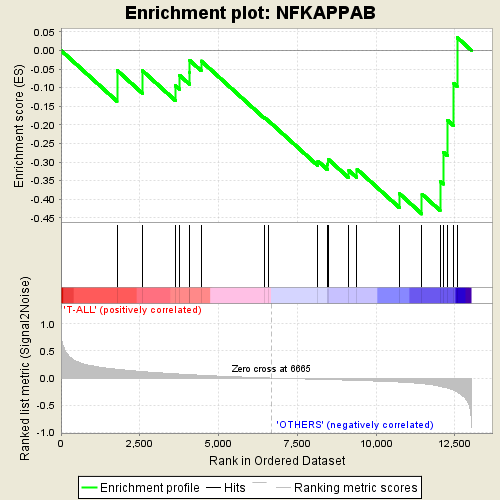 Enrichment plot: NFKAPPAB
Enrichment score (ES)
0.05
0.00
-0.05
-0.10
-0.15
-0.20
-0.25
-0.30
-0.35
-0.40
-0.45
Ranked list metric (Signal2Noise)
'T-ALL' (positively correlated)
1.0
0.5
0.0
-0.5
-1.0
Zero cross at 6665
'OTHERS' (negatively correlated)
0 2,500 5,000 7,500 10,000 12,500
Rank in Ordered Dataset
Enrichment profile Hits Ranking metric scores